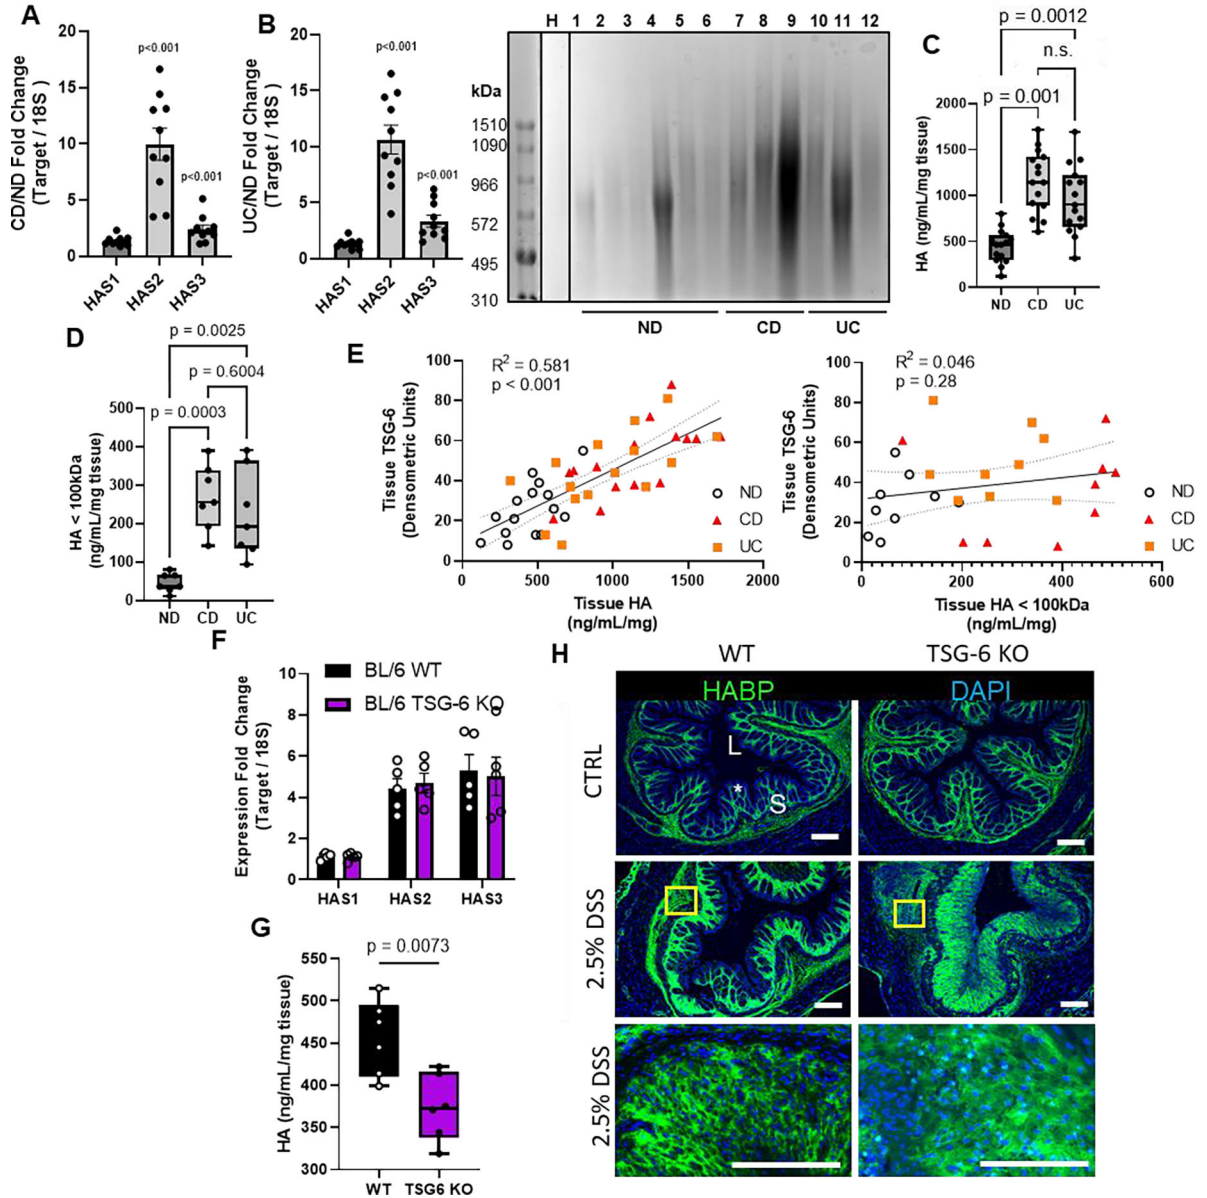 A
CD/ND Fold Change
(Target / 18S )
20
15
10
5
0
p<0.001
p<0.001
HAS1
HAS2
HAS3
B
UC/ND Fold Change
(Target / 18S )
20
15
10
5
0
p<0.001
p<0.001
HAS1
HAS2
HAS3
H 1 2 3 4 5 6 7 8 9 10 11 12
kDa
1510
1090
966
572
495
310
ND CD UC
C
p = 0.0012
n.s.
p = 0.001
HA (ng/mL/mg tissue)
2000
1500
1000
500
0
ND CD UC
D
p = 0.0025
p = 0.6004
p = 0.0003
HA < 100kDa
(ng/mL/mg tissue)
500
400
300
200
100
0
ND CD UC
E
R2 = 0.581
p < 0.001
Tissue TSG-6
(Densometric Units)
100
80
60
40
20
0
0 500 1000 1500 2000
ND
CD
UC
Tissue HA
(ng/mL/mg)
R2 = 0.046
p = 0.28
Tissue TSG-6
(Densometric Units)
100
80
60
40
20
0
0 200 400 600
ND
CD
UC
Tissue HA < 100kDa
(ng/mL/mg)
F
BL/6 WT
BL/6 TSG-6 KO
Expression Fold Change
(Target / 18S)
10
8
6
4
2
0
HAS1 HAS2 HAS3
G
p = 0.0073
HA (ng/mL/mg tissue)
550
500
450
400
350
300
WT TSG6 KO
H
WT TSG-6 KO
HABP DAPI
CTRL
L
*
S
2.5% DSS
2.5% DSS